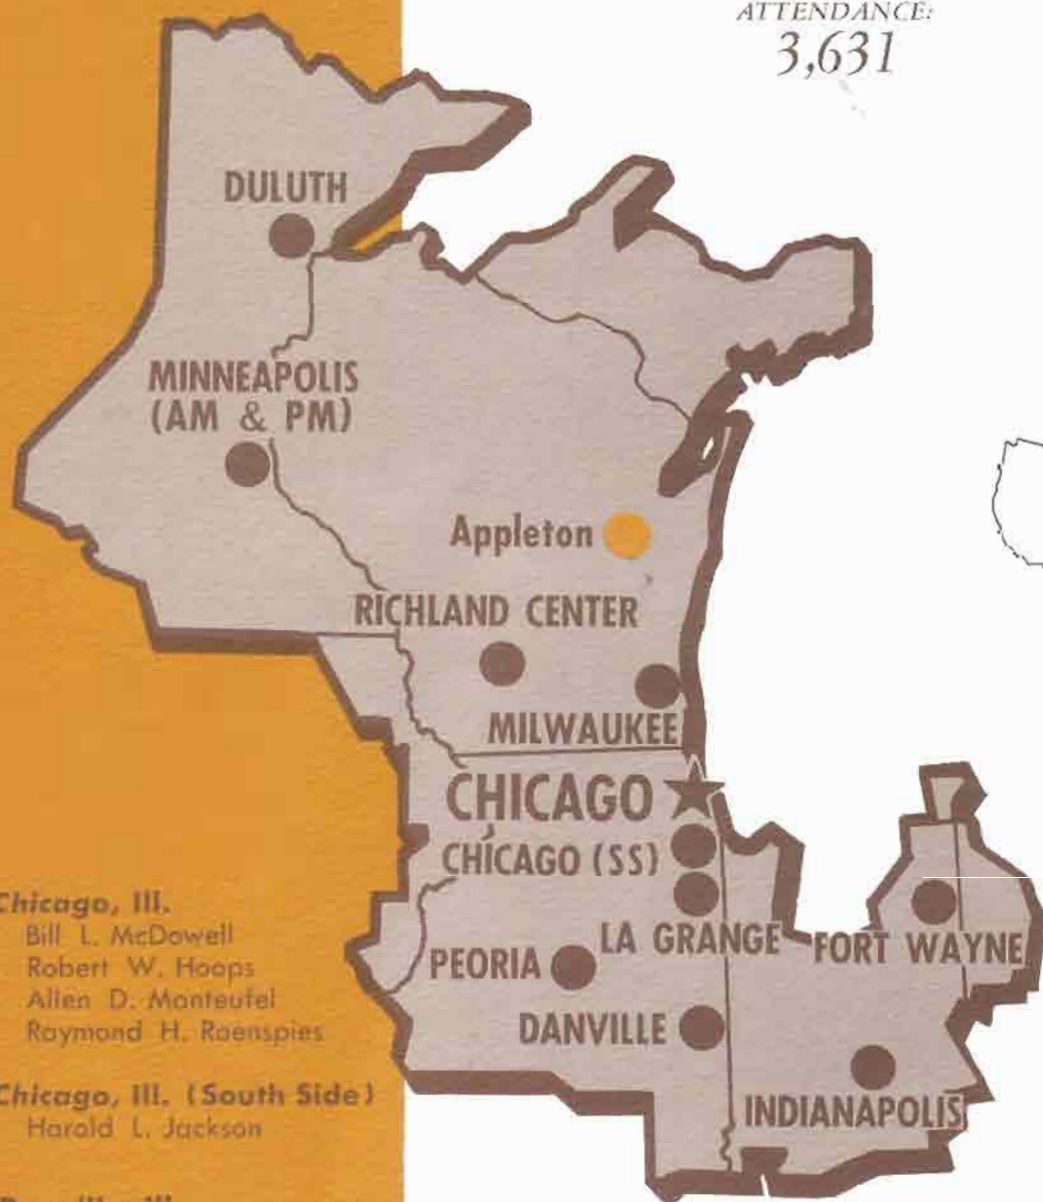 ATTENDANCE:
3,631
DULUTH
MINNEAPOLIS
(AM & PM)
Appleton
RICHLAND CENTER
MILWAUKEE
CHICAGO
CHICAGO (SS)
LA GRANGE
FORT WAYNE
PEORIA
DANVILLE
INDIANAPOLIS
Chicago, Ill.
Bill L. McDowell
Robert W. Hoops
Allen D. Manteufel
Raymond H. Roenspies
Chicago, Ill. (South Side)
Harold L. Jackson